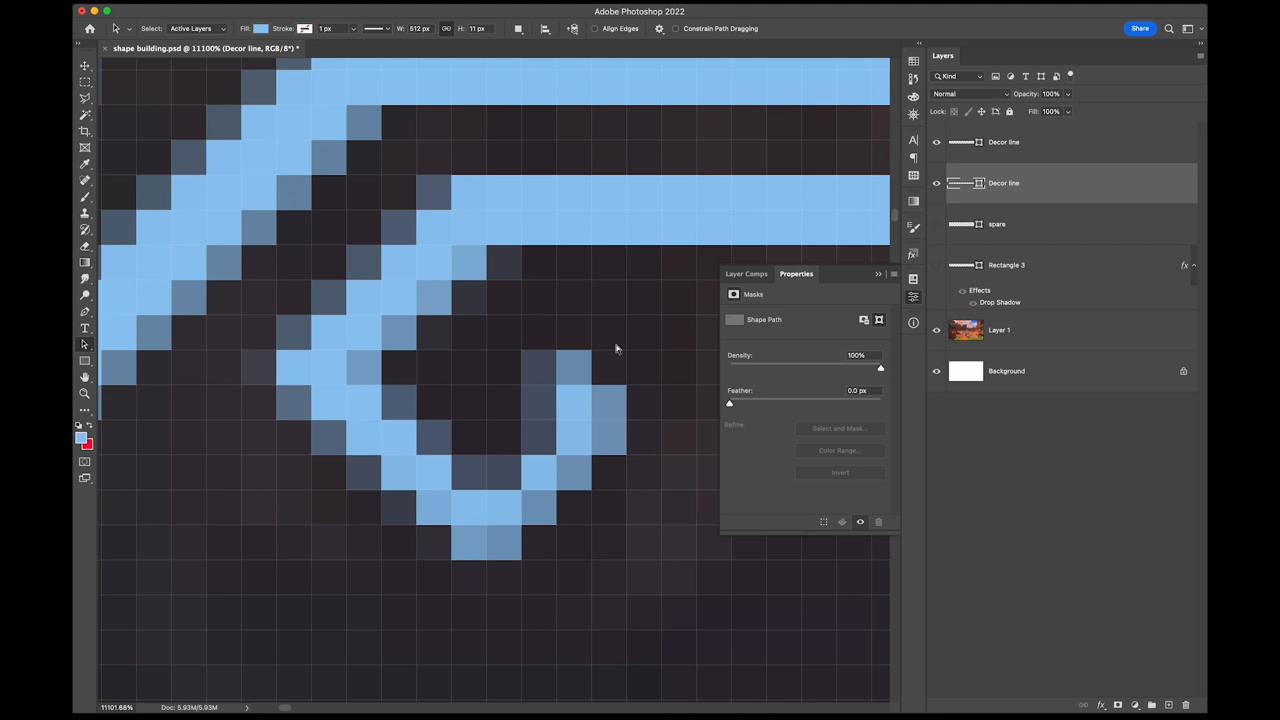 Adobe Photoshop 2022
Select: Active Layers Fill: Stroke: 1 px W: 512 px H: 11 px Align Edges Constrain Path Dragging Share
× shape building.psd @ 11100% (Decor line, RGB/8*) *
Layers
Kind
Normal Opacity: 100%
Lock: Fill: 100%
Decor line
Decor line
spare
Rectangle 3 fx
Effects
Drop Shadow
Layer 1
Background
Layer Comps Properties
Masks
Shape Path
Density: 100%
Feather: 0.0 px
Refine: Select and Mask...
Color Range...
Invert
11101.68% Doc: 5.93M/5.93M